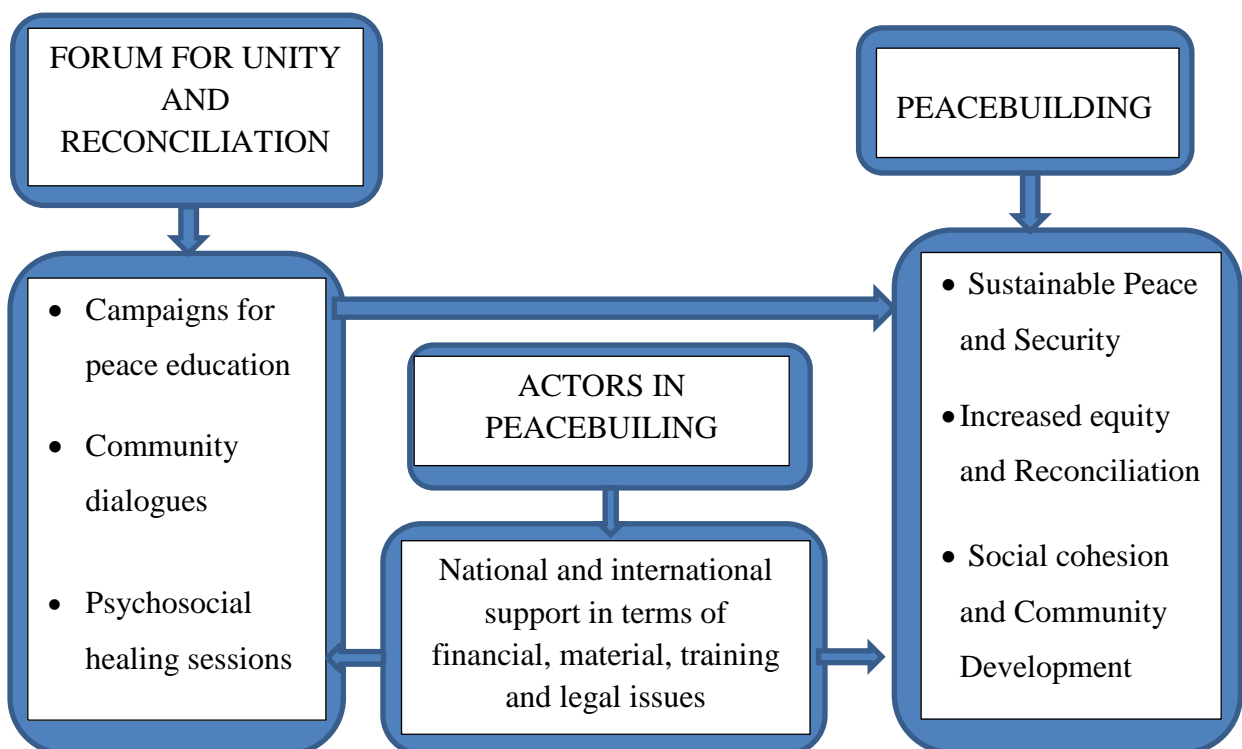 FORUM FOR UNITY
AND
RECONCILIATION
PEACEBUILDING
• Campaigns for
peace education
• Community
dialogues
• Psychosocial
healing sessions
ACTORS IN
PEACEBUILING
National and international
support in terms of
financial, material, training
and legal issues
• Sustainable Peace
and Security
• Increased equity
and Reconciliation
• Social cohesion
and Community
Development